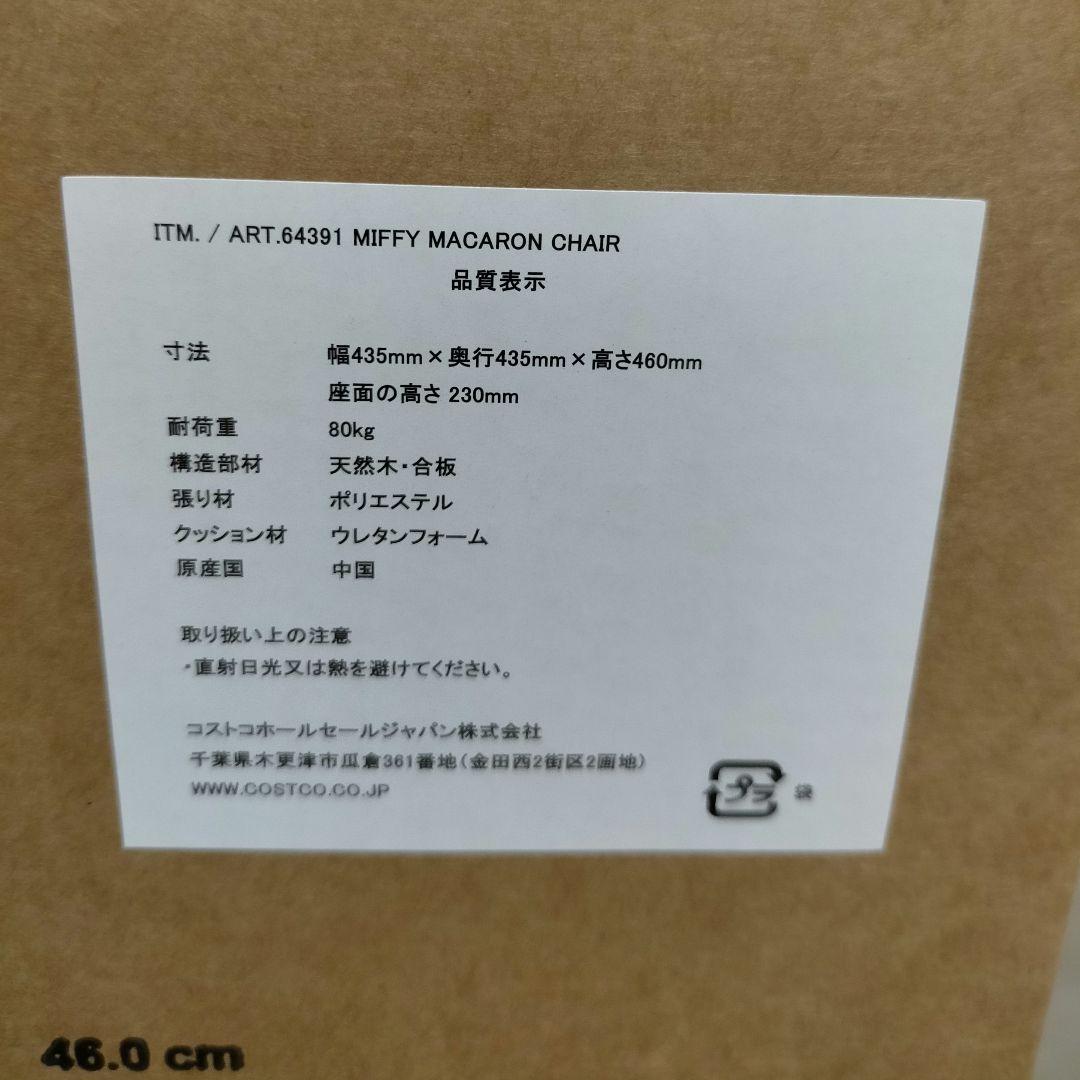 ITM. / ART.64391 MIFFY MACARON CHAIR
品質表示
寸法 幅435mm×奥行435mm×高さ460mm
座面の高さ 230mm
耐荷重 80kg
構造部材 天然木・合板
張り材 ポリエステル
クッション材 ウレタンフォーム
原産国 中国
取り扱い上の注意
・直射日光又は熱を避けてください。
コストコホールセールジャパン株式会社
千葉県木更津市瓜倉361番地(金田西2街区2画地)
WWW.COSTCO.CO.JP
プラ 袋
46.0 cm